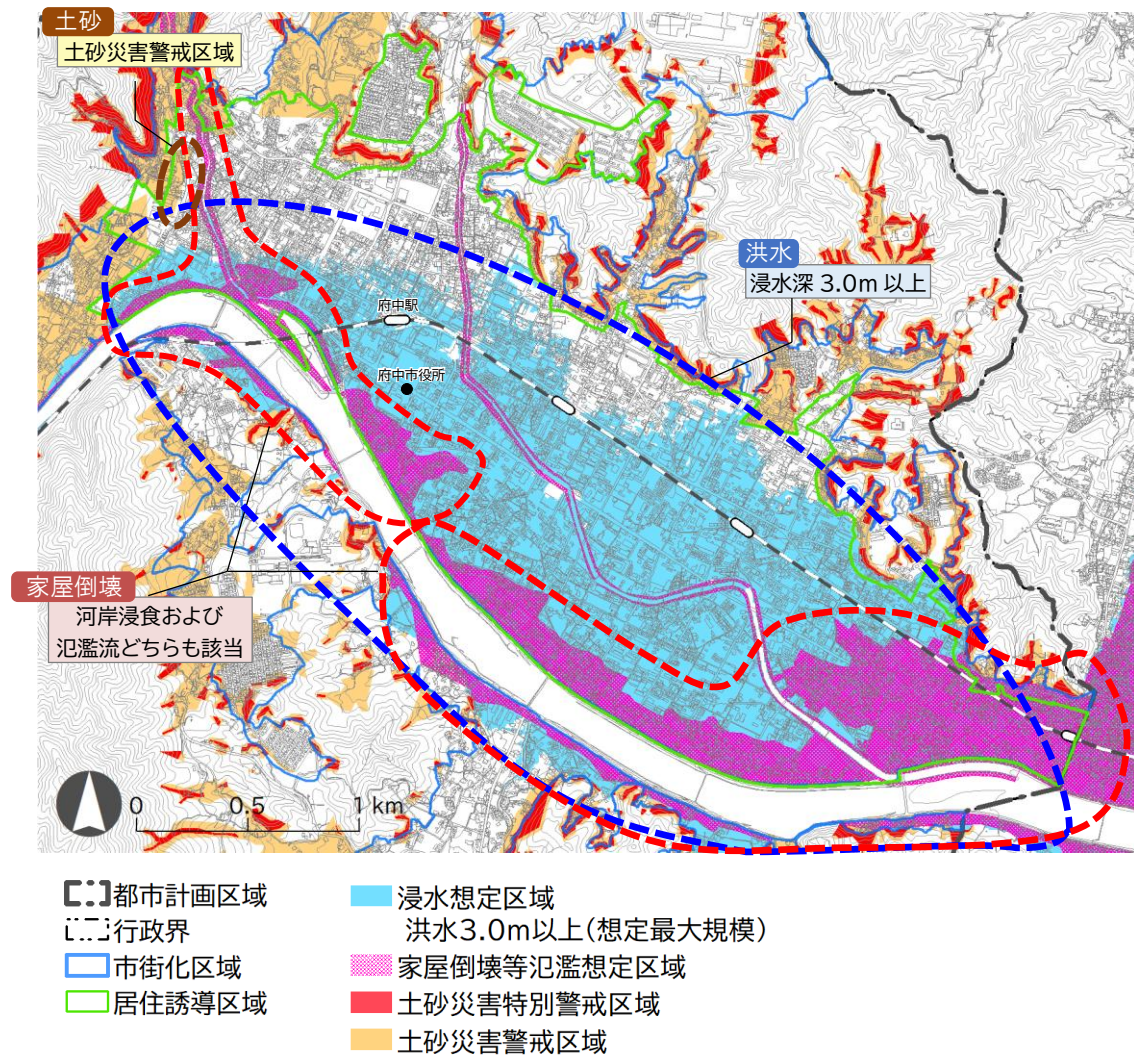 土砂
土砂災害警戒区域
洪水
浸水深 3.0m 以上
府中駅
府中市役所
家屋倒壊
河岸浸食および
氾濫流どちらも該当
0 0.5 1 km
都市計画区域
行政界
市街化区域
居住誘導区域
浸水想定区域
洪水3.0m以上(想定最大規模)
家屋倒壊等氾濫想定区域
土砂災害特別警戒区域
土砂災害警戒区域